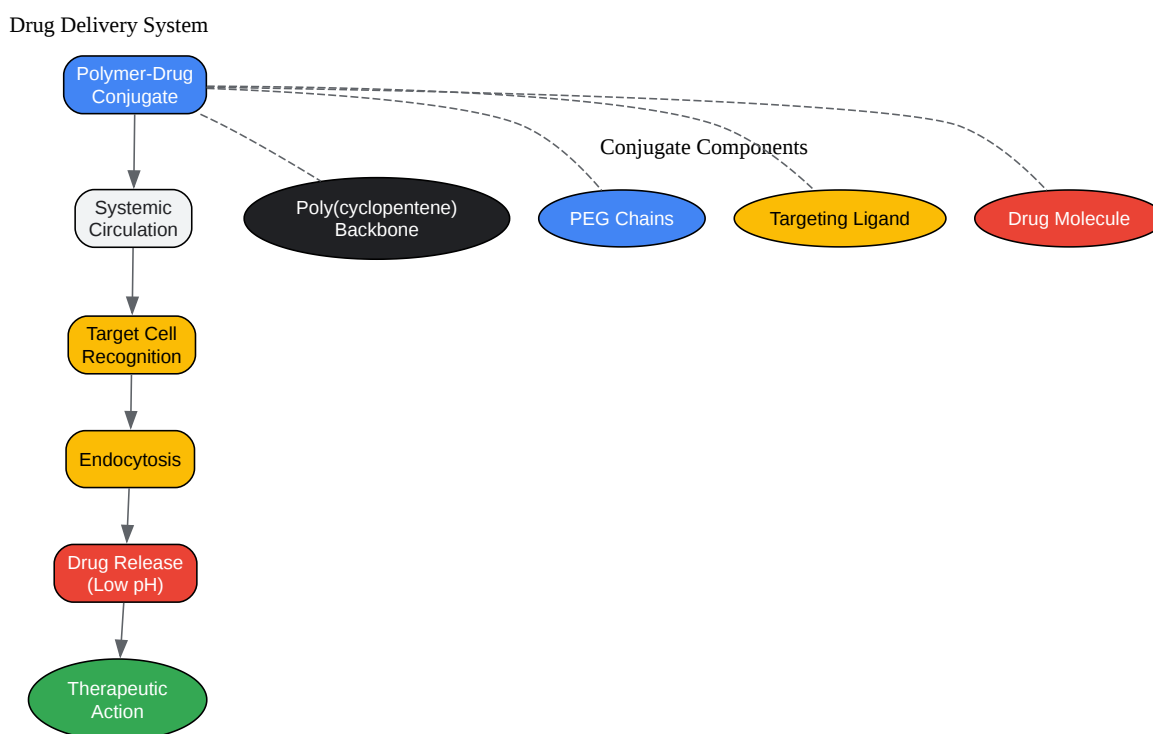 Drug Delivery System
Polymer-Drug
Conjugate
Conjugate Components
Systemic
Circulation
Poly(cyclopentene)
Backbone
PEG Chains
Targeting Ligand
Drug Molecule
Target Cell
Recognition
Endocytosis
Drug Release
(Low pH)
Therapeutic
Action